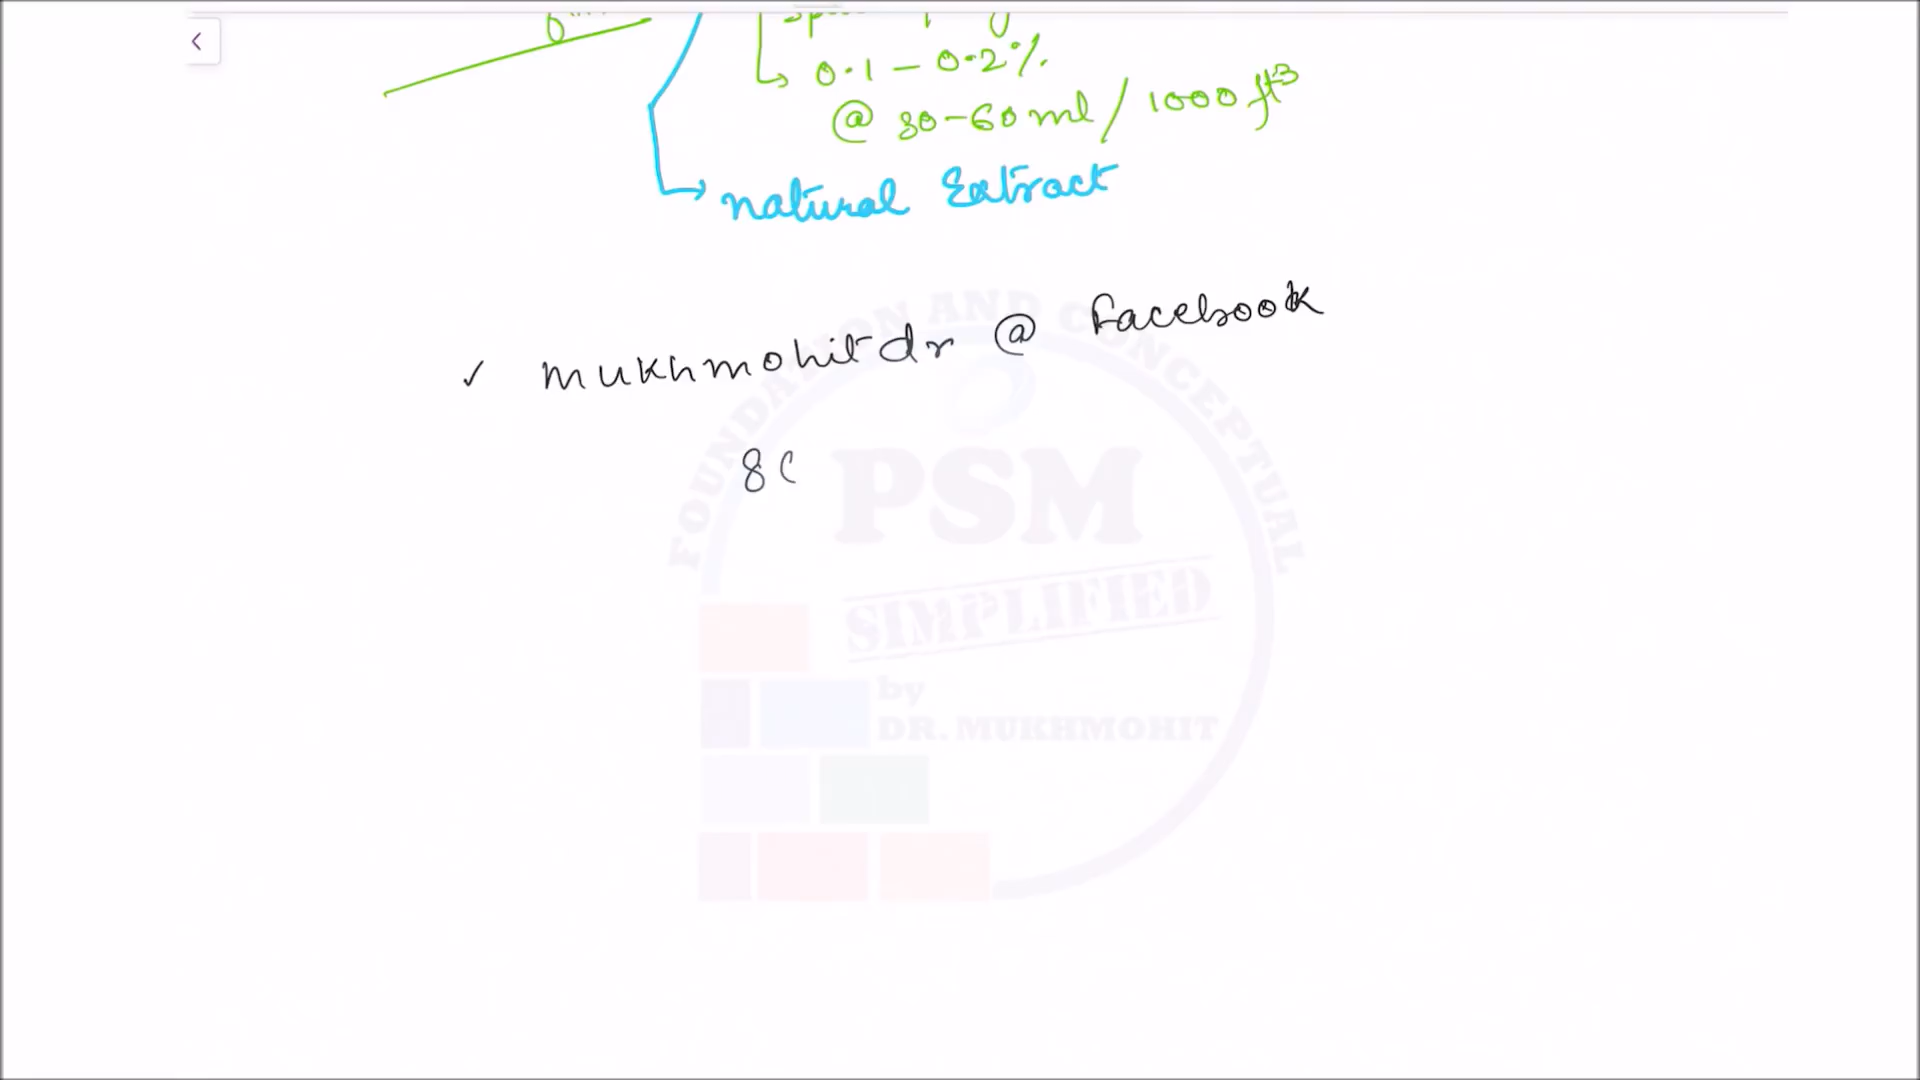 0.1 – 0.2%
@ 30-60 ml / 1000 ft³
natural Extract
✓ mukhmohitdr @ facebook
8
FOUNDATION AND CONCEPTUAL
PSM
SIMPLIFIED
by
DR. MUKHMOHIT